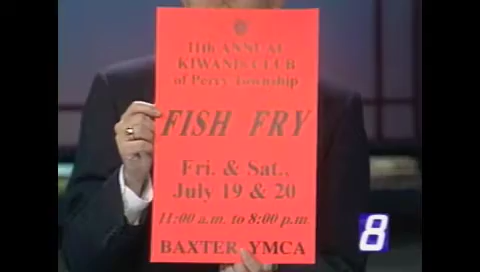 11th ANNUAL
KIWANIS CLUB
of Percy Township
FISH FRY
Fri. & Sat.,
July 19 & 20
11:00 a.m. to 8:00 p.m.
BAXTER YMCA
8